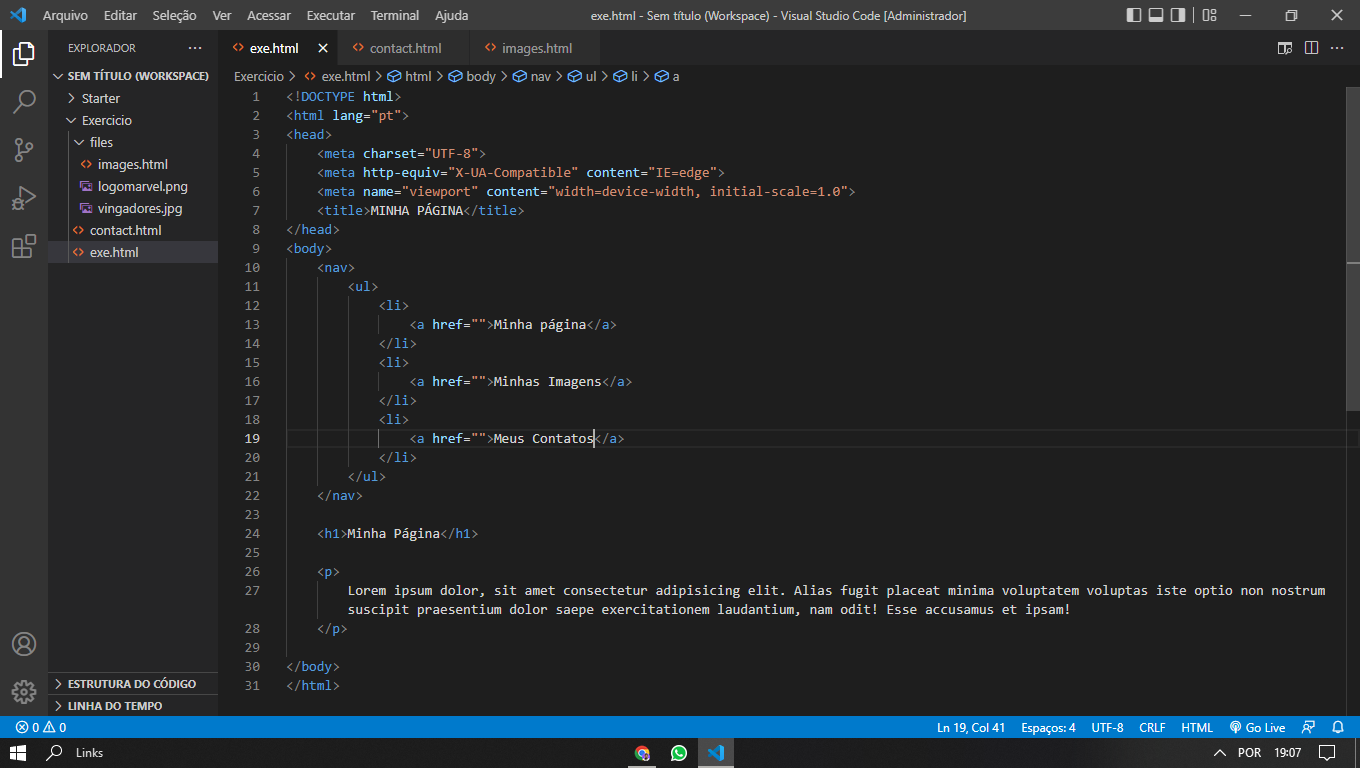 Arquivo Editar Seleção Ver Acessar Executar Terminal Ajuda
exe.html - Sem título (Workspace) - Visual Studio Code [Administrador]
EXPLORADOR
SEM TÍTULO (WORKSPACE)
Starter
Exercicio
files
images.html
logomarvel.png
vingadores.jpg
contact.html
exe.html
ESTRUTURA DO CÓDIGO
LINHA DO TEMPO
exe.html contact.html images.html
Exercicio > exe.html > html > body > nav > ul > li > a
1 <!DOCTYPE html>
2 <html lang="pt">
3 <head>
4 <meta charset="UTF-8">
5 <meta http-equiv="X-UA-Compatible" content="IE=edge">
6 <meta name="viewport" content="width=device-width, initial-scale=1.0">
7 <title>MINHA PÁGINA</title>
8 </head>
9 <body>
10 <nav>
11 <ul>
12 <li>
13 <a href="">Minha página</a>
14 </li>
15 <li>
16 <a href="">Minhas Imagens</a>
17 </li>
18 <li>
19 <a href="">Meus Contatos</a>
20 </li>
21 </ul>
22 </nav>
23
24 <h1>Minha Página</h1>
25
26 <p>
27 Lorem ipsum dolor, sit amet consectetur adipisicing elit. Alias fugit placeat minima voluptatem voluptas iste optio non nostrum
suscipit praesentium dolor saepe exercitationem laudantium, nam odit! Esse accusamus et ipsam!
28 </p>
29
30 </body>
31 </html>
0 0 Ln 19, Col 41 Espaços: 4 UTF-8 CRLF HTML Go Live
Links POR 19:07